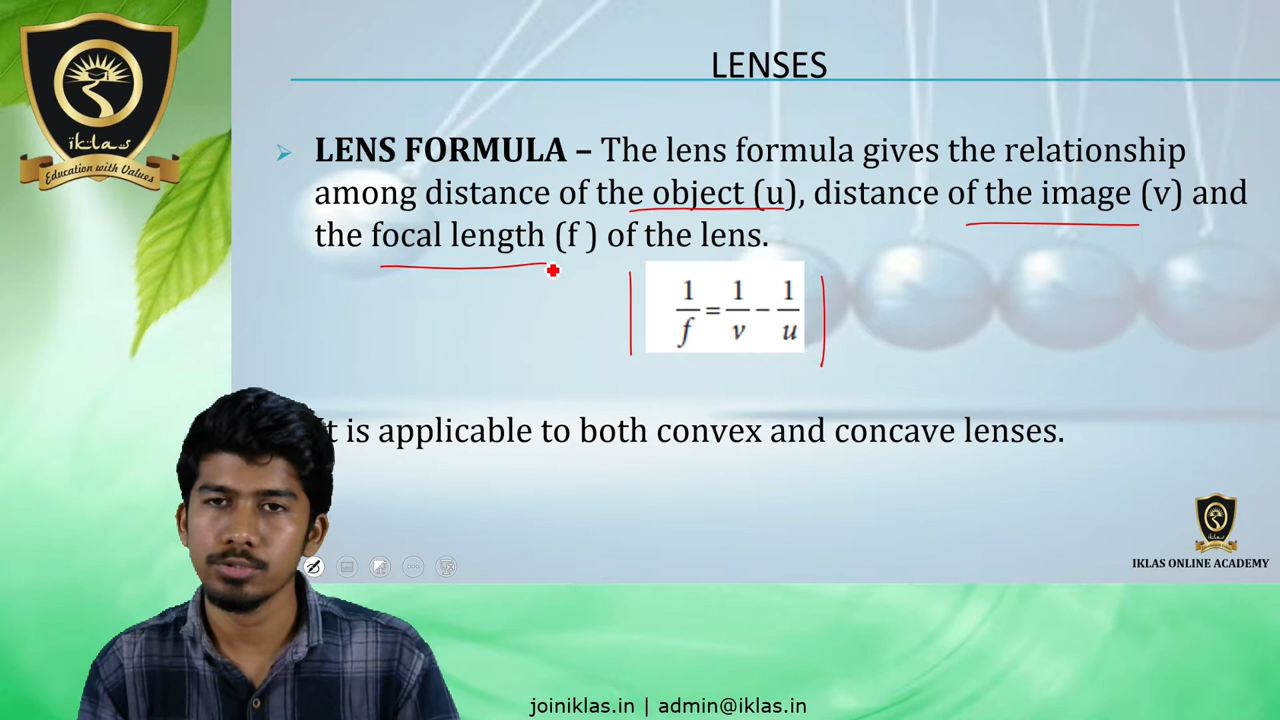 iklas
Education with Values
LENSES
LENS FORMULA – The lens formula gives the relationship
among distance of the object (u), distance of the image (v) and
the focal length (f ) of the lens.
1/f = 1/v − 1/u
It is applicable to both convex and concave lenses.
IKLAS ONLINE ACADEMY
joiniklas.in | admin@iklas.in